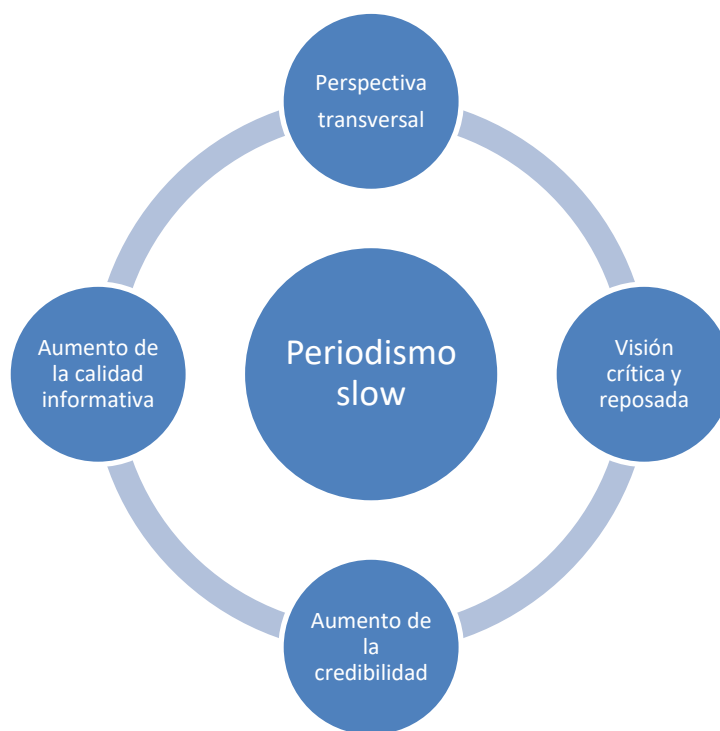 Perspectiva
transversal
Aumento de
la calidad
informativa
Periodismo
slow
Visión
crítica y
reposada
Aumento de
la
credibilidad